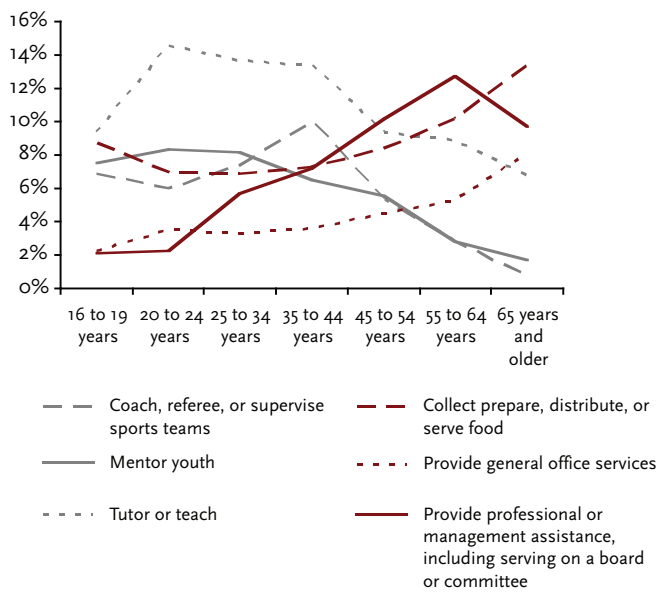 16%
14%
12%
10%
8%
6%
4%
2%
0%
16 to 19
years
20 to 24
years
25 to 34
years
35 to 44
years
45 to 54
years
55 to 64
years
65 years
and
older
Coach, referee, or supervise
sports teams
Mentor youth
Tutor or teach
Collect prepare, distribute, or
serve food
Provide general office services
Provide professional or
management assistance,
including serving on a board
or committee